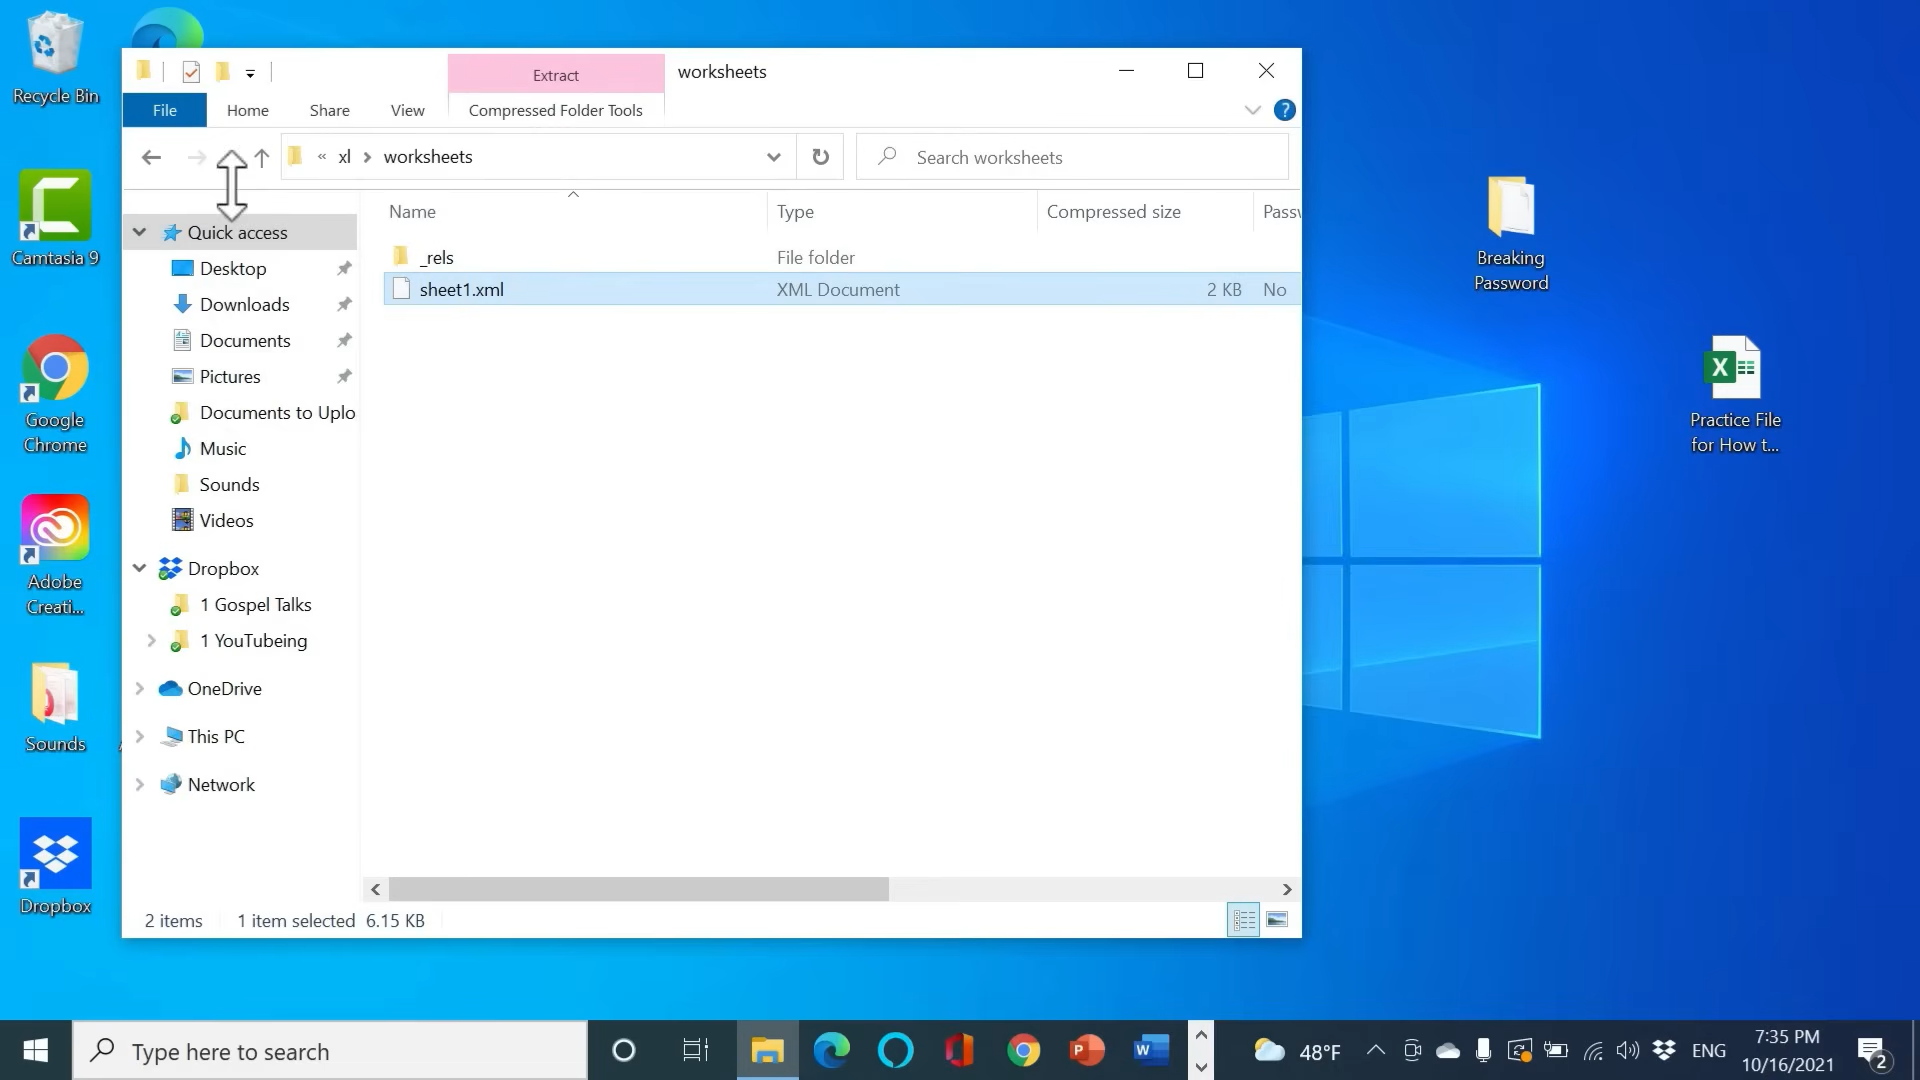 Recycle Bin
Camtasia 9
Google
Chrome
Adobe
Creati...
Sounds
Dropbox
Extract
worksheets
File
Home
Share
View
Compressed Folder Tools
?
« xl > worksheets
Search worksheets
Name
Type
Compressed size
Passw
_rels
File folder
sheet1.xml
XML Document
2 KB
No
Quick access
Desktop
Downloads
Documents
Pictures
Documents to Uplo
Music
Sounds
Videos
Dropbox
1 Gospel Talks
1 YouTubeing
OneDrive
This PC
Network
2 items
1 item selected 6.15 KB
Breaking
Password
X
Practice File
for How t...
Type here to search
P
W
48°F
ENG
7:35 PM
10/16/2021
2